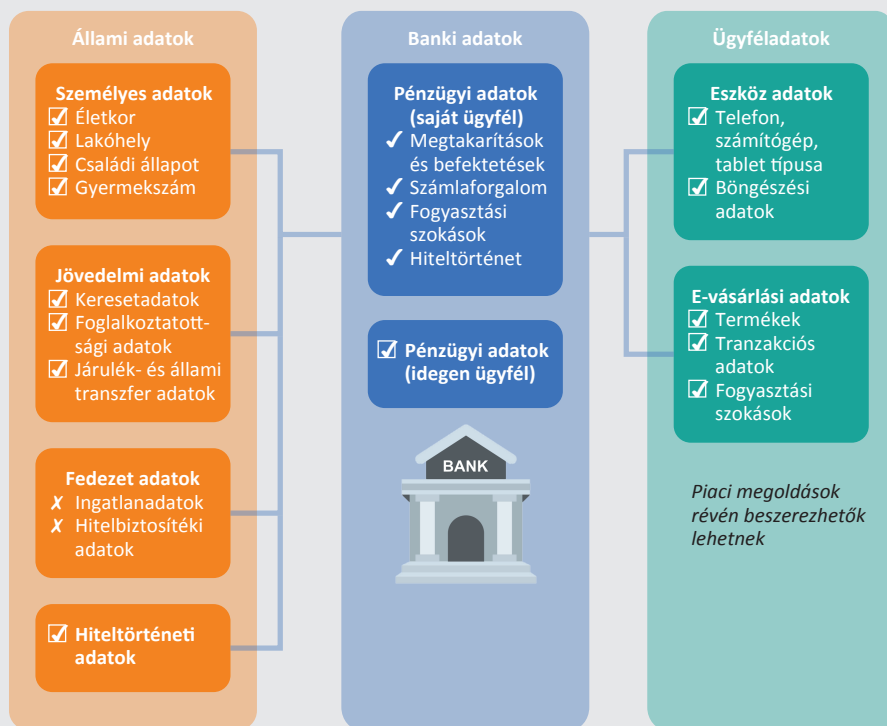 Állami adatok
Személyes adatok
☑ Életkor
☑ Lakóhely
☑ Családi állapot
☑ Gyermekszám
Jövedelmi adatok
☑ Keresetadatok
☑ Foglalkoztatott-
sági adatok
☑ Járulék- és állami
transzfer adatok
Fedezet adatok
✗ Ingatlanadatok
✗ Hitelbiztosítéki
adatok
☑ Hiteltörténeti
adatok
Banki adatok
Pénzügyi adatok
(saját ügyfél)
✓ Megtakarítások
és befektetések
✓ Számlaforgalom
✓ Fogyasztási
szokások
✓ Hiteltörténet
☑ Pénzügyi adatok
(idegen ügyfél)
BANK
Ügyféladatok
Eszköz adatok
☑ Telefon,
számítógép,
tablet típusa
☑ Böngészési
adatok
E-vásárlási adatok
☑ Termékek
☑ Tranzakciós
adatok
☑ Fogyasztási
szokások
Piaci megoldások
révén beszerezhetők
lehetnek